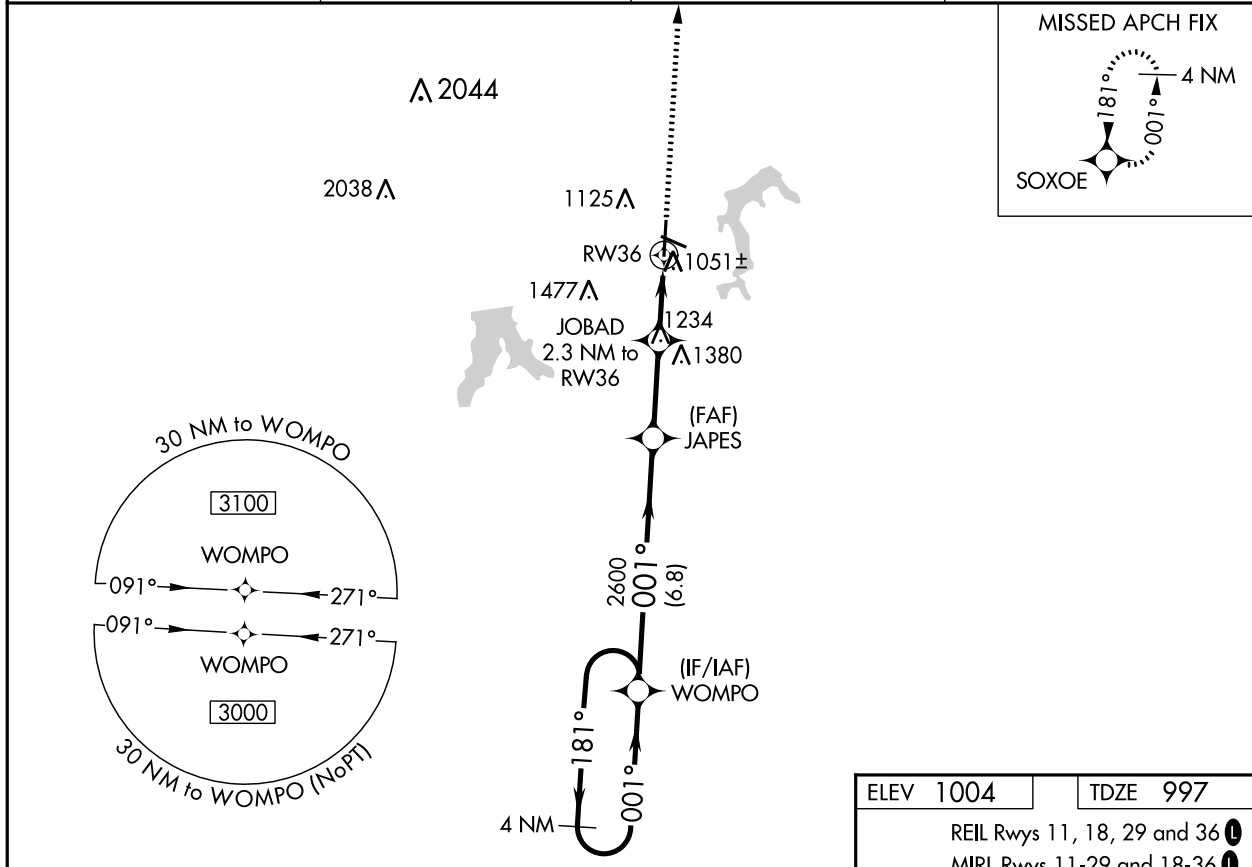 MISSED APCH FIX
4 NM
181°
001°
SOXOE
2044
2038
1125
RW36
1051±
1477
JOBAD
2.3 NM to
RW36
1234
1380
(FAF)
JAPES
30 NM to WOMPO
3100
WOMPO
091°
271°
091°
271°
WOMPO
3000
30 NM to WOMPO (NoPT)
2600
001°
(6.8)
(IF/IAF)
WOMPO
181°
001°
4 NM
ELEV 1004
TDZE 997
REIL Rwys 11, 18, 29 and 36 L
MIRL Rwys 11-29 and 18-36 L